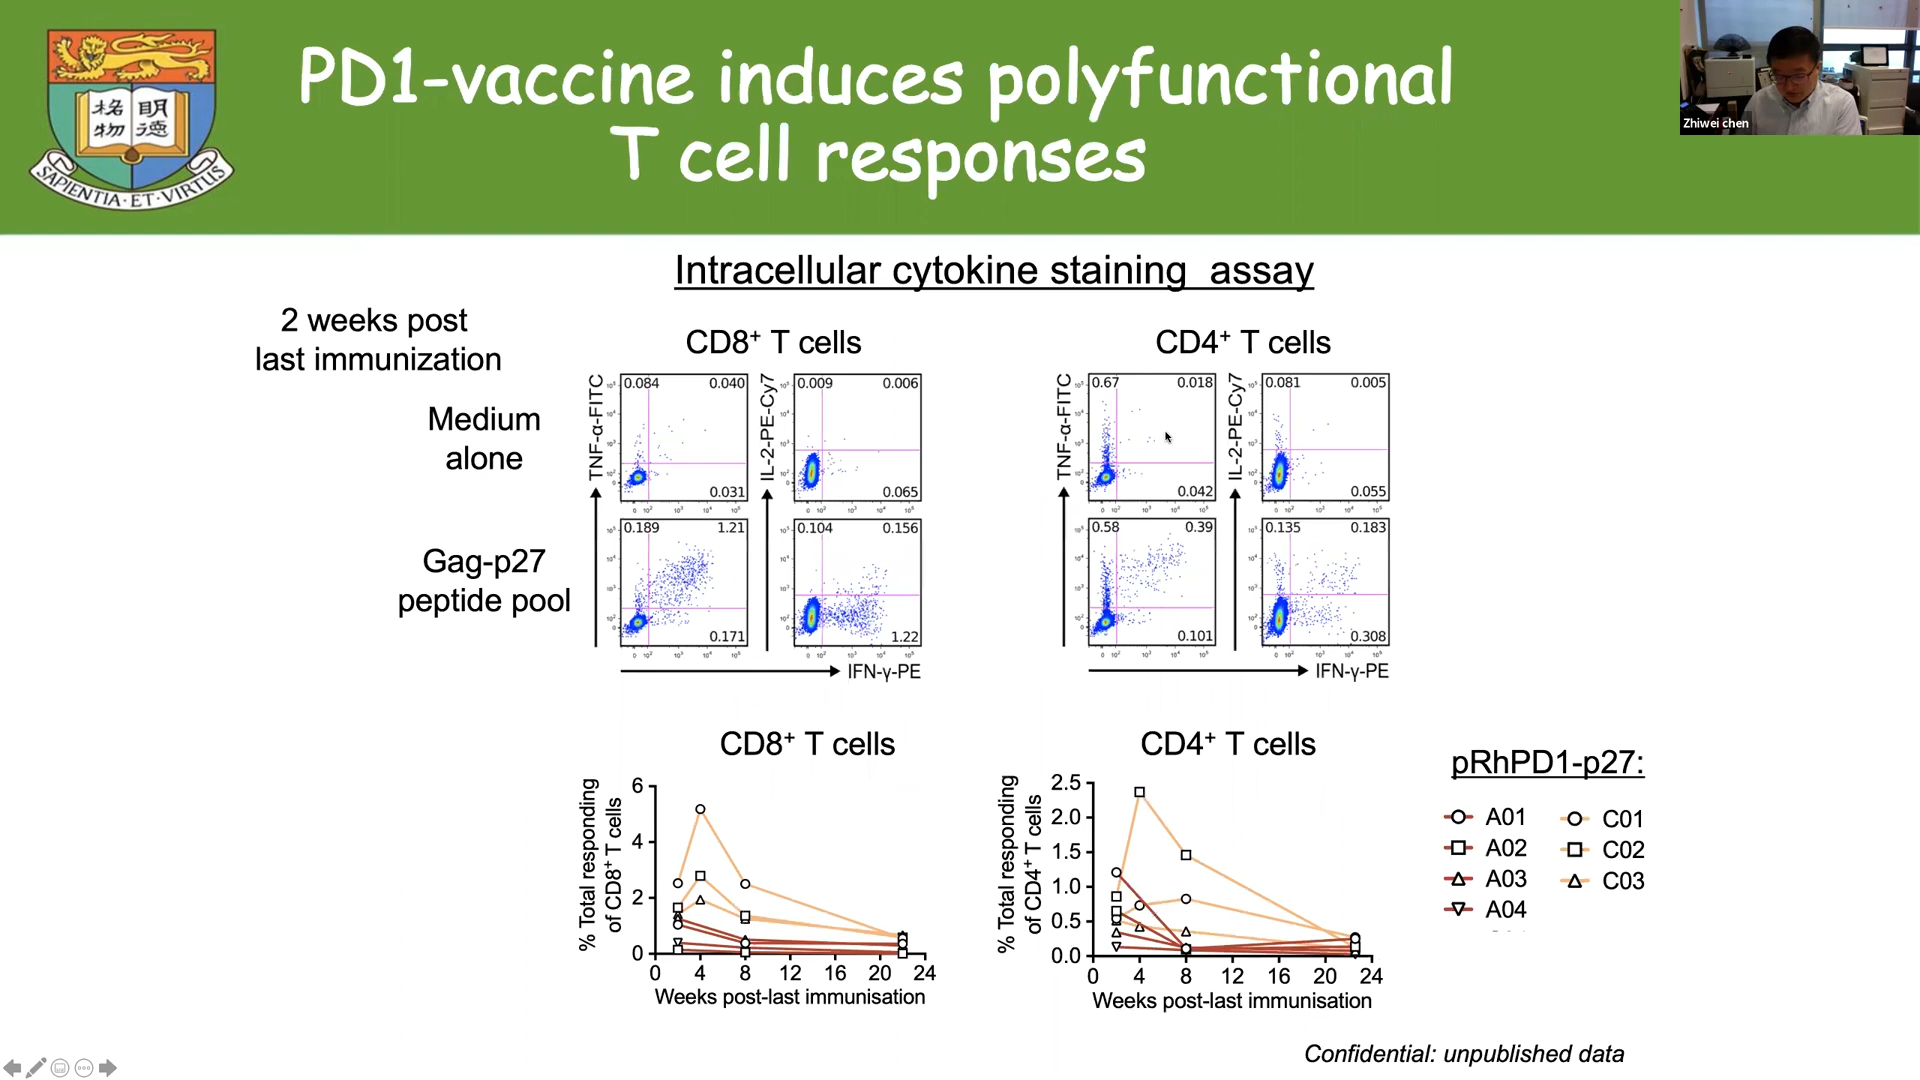 PD1-vaccine induces polyfunctional
T cell responses
格 明
物 德
SAPIENTIA·ET·VIRTUS
Zhiwei chen
Intracellular cytokine staining assay
2 weeks post
last immunization
CD8+ T cells
CD4+ T cells
Medium
alone
Gag-p27
peptide pool
TNF-α-FITC
0.084 0.040
0.031
IL-2-PE-Cy7
0.009 0.006
0.065
TNF-α-FITC
0.67 0.018
0.042
IL-2-PE-Cy7
0.081 0.005
0.055
0.189 1.21
0.171
0.104 0.156
1.22
0.58 0.39
0.101
0.135 0.183
0.308
IFN-γ-PE
IFN-γ-PE
CD8+ T cells
% Total responding
of CD8+ T cells
6
4
2
0
0 4 8 12 16 20 24
Weeks post-last immunisation
CD4+ T cells
% Total responding
of CD4+ T cells
2.5
2.0
1.5
1.0
0.5
0.0
0 4 8 12 16 20 24
Weeks post-last immunisation
pRhPD1-p27:
A01 C01
A02 C02
A03 C03
A04
Confidential: unpublished data